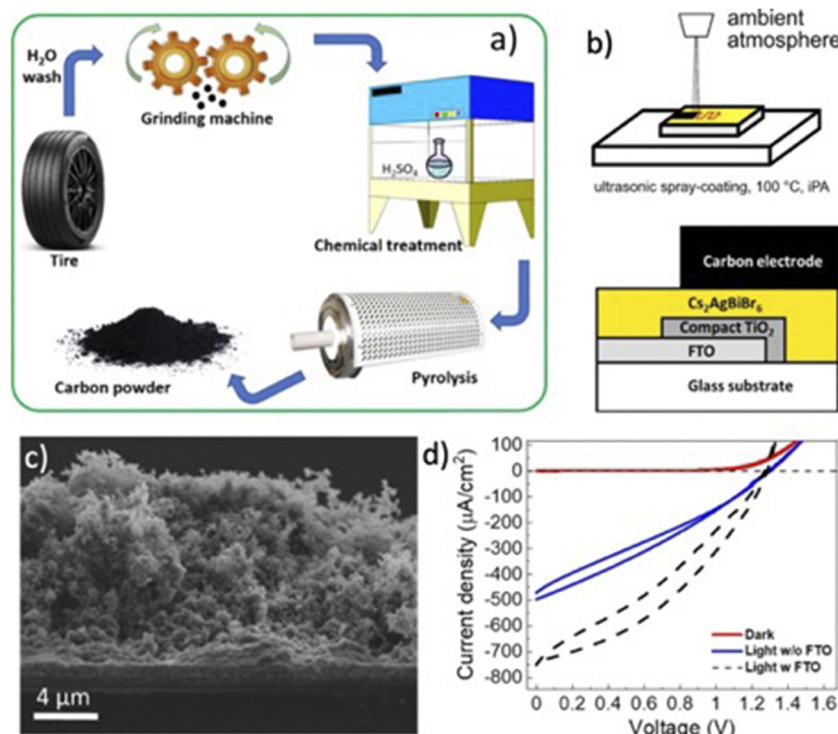 a)
H₂O
wash
Grinding machine
H₂SO₄
Tire
Chemical treatment
Carbon powder
Pyrolysis
b)
ambient
atmosphere
ultrasonic spray-coating, 100 °C, iPA
Carbon electrode
Cs₂AgBiBr₆
Compact TiO₂
FTO
Glass substrate
c)
4 μm
d)
Current density (μA/cm²)
100
0
-100
-200
-300
-400
-500
-600
-700
-800
Dark
Light w/o FTO
Light w FTO
0 0.2 0.4 0.6 0.8 1.0 1.2 1.4 1.6
Voltage (V)